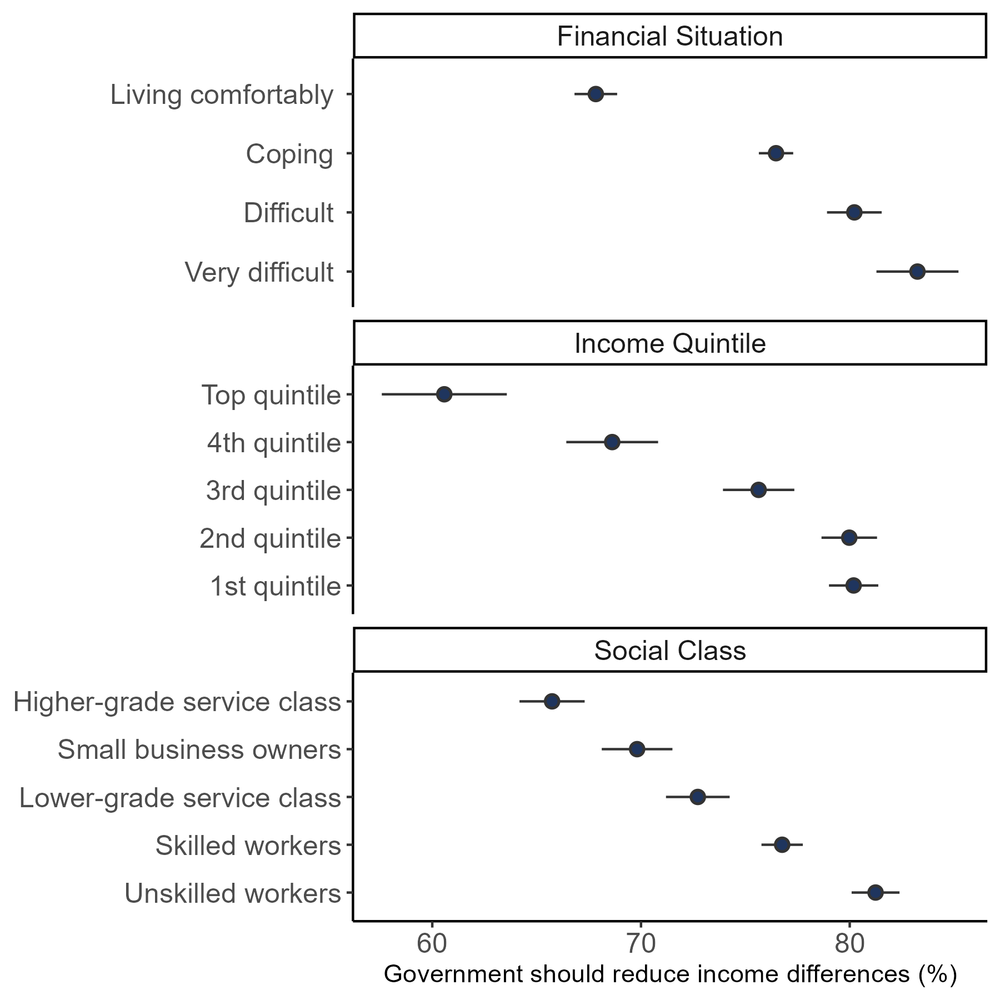 Financial Situation
Living comfortably
Coping
Difficult
Very difficult
Income Quintile
Top quintile
4th quintile
3rd quintile
2nd quintile
1st quintile
Social Class
Higher-grade service class
Small business owners
Lower-grade service class
Skilled workers
Unskilled workers
60 70 80
Government should reduce income differences (%)